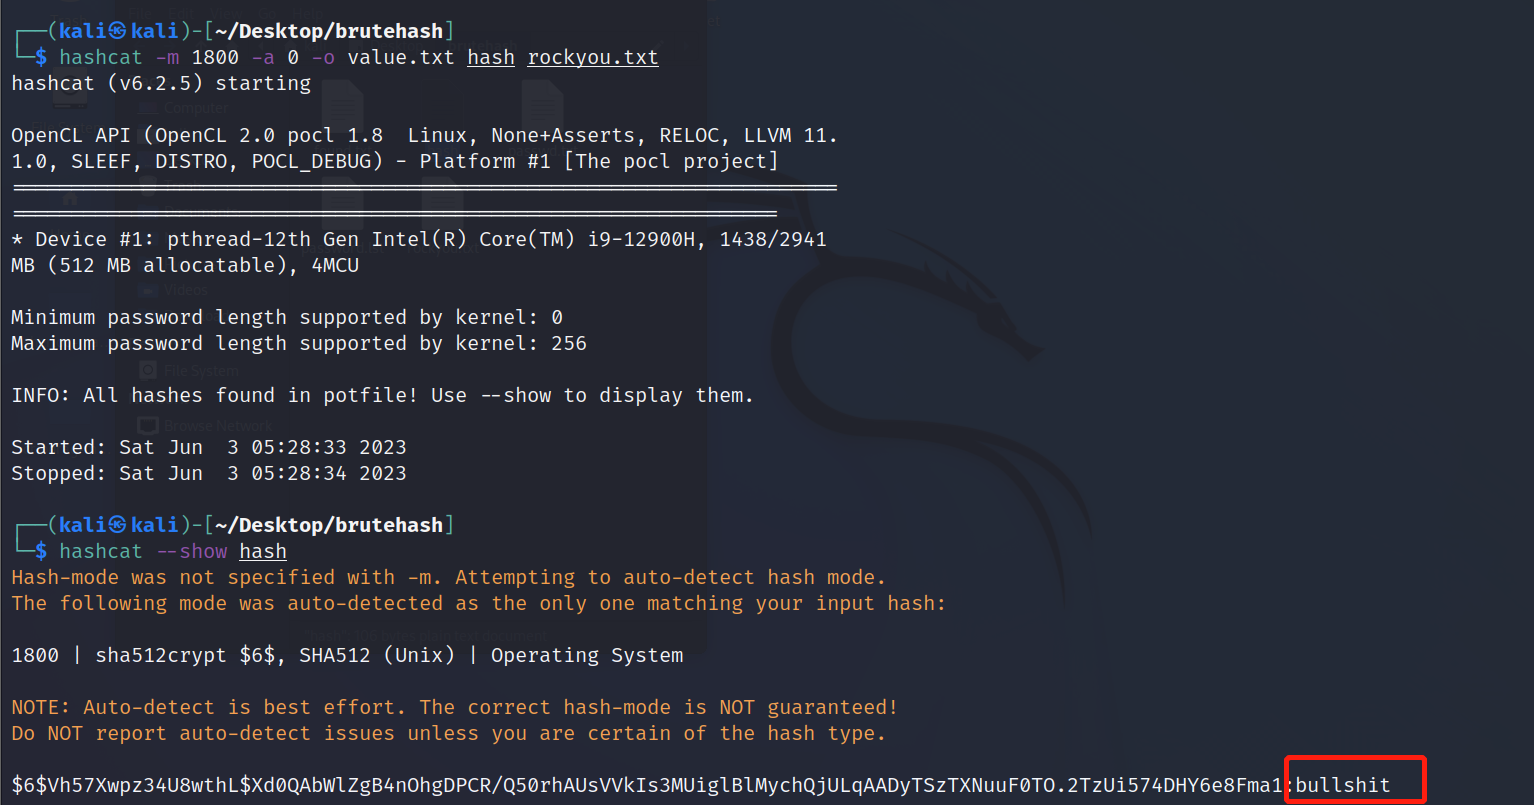 ┌──(kali㉿kali)-[~/Desktop/brutehash]
└─$ hashcat -m 1800 -a 0 -o value.txt hash rockyou.txt
hashcat (v6.2.5) starting
OpenCL API (OpenCL 2.0 pocl 1.8  Linux, None+Asserts, RELOC, LLVM 11.
1.0, SLEEF, DISTRO, POCL_DEBUG) - Platform #1 [The pocl project]
=====================================================================
================================================================
* Device #1: pthread-12th Gen Intel(R) Core(TM) i9-12900H, 1438/2941
MB (512 MB allocatable), 4MCU
Minimum password length supported by kernel: 0
Maximum password length supported by kernel: 256
INFO: All hashes found in potfile! Use --show to display them.
Started: Sat Jun  3 05:28:33 2023
Stopped: Sat Jun  3 05:28:34 2023
┌──(kali㉿kali)-[~/Desktop/brutehash]
└─$ hashcat --show hash
Hash-mode was not specified with -m. Attempting to auto-detect hash mode.
The following mode was auto-detected as the only one matching your input hash:
1800 | sha512crypt $6$, SHA512 (Unix) | Operating System
NOTE: Auto-detect is best effort. The correct hash-mode is NOT guaranteed!
Do NOT report auto-detect issues unless you are certain of the hash type.
$6$Vh57Xwpz34U8wthL$Xd0QAbWlZgB4nOhgDPCR/Q50rhAUsVVkIs3MUiglBlMychQjULqAADyTSzTXNuuF0TO.2TzUi574DHY6e8Fma1:bullshit